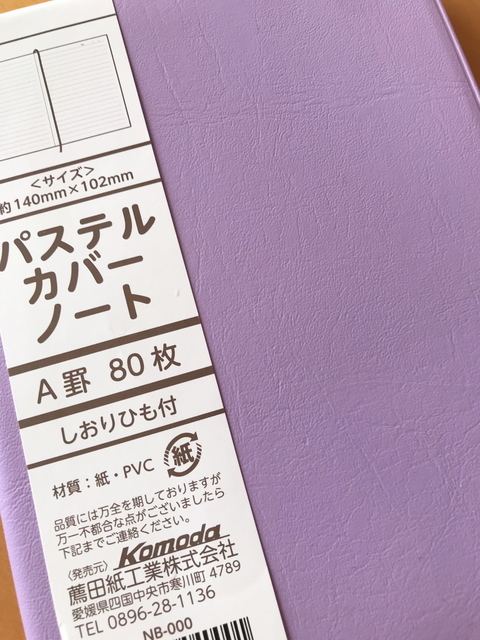 <サイズ>
約140mm×102mm
パステル
カバー
ノート
A罫 80枚
しおりひも付
材質：紙・PVC
紙
品質には万全を期しておりますが
万一不都合な点がございましたら
下記までご連絡ください。
〈発売元〉Komoda
薦田紙工業株式会社
愛媛県四国中央市寒川町4789
TEL 0896-28-1136
NB-000